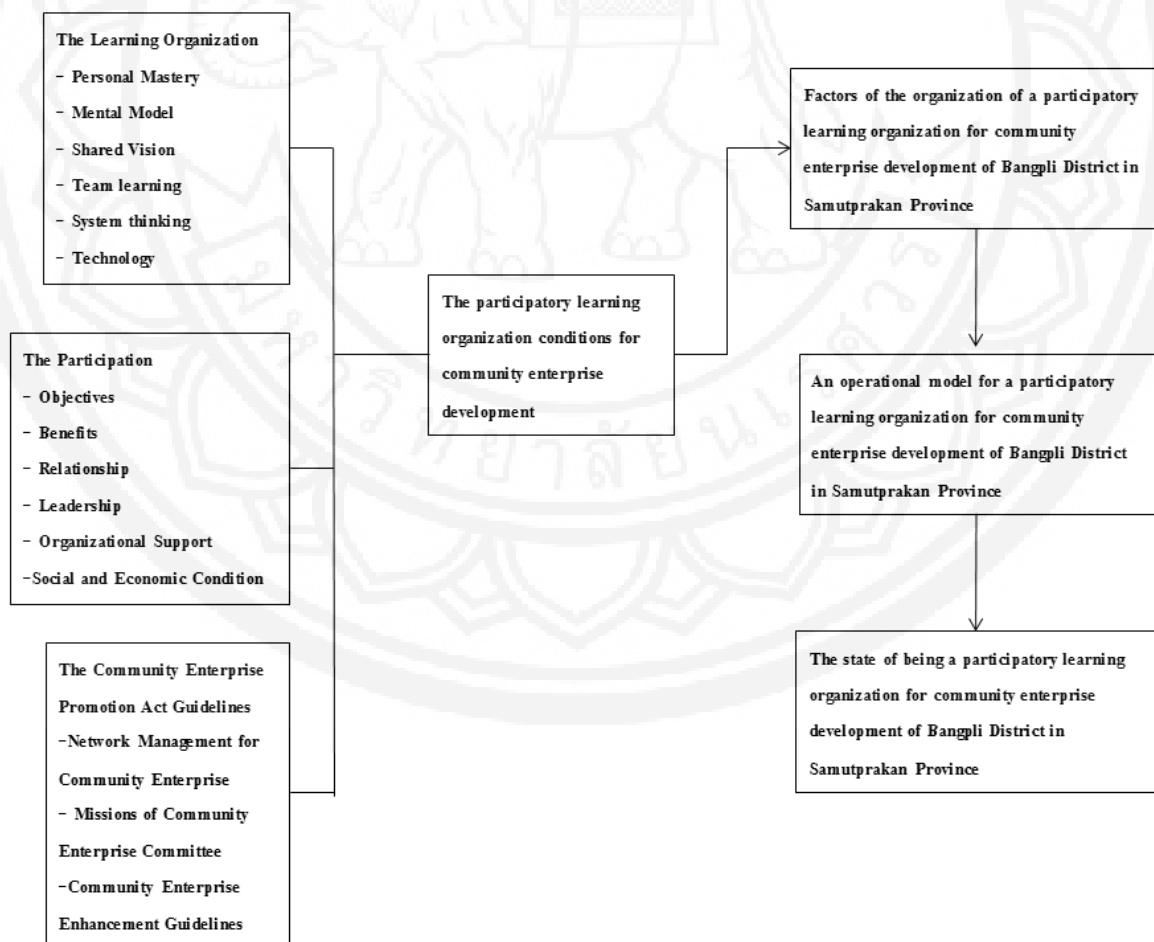 The Learning Organization
- Personal Mastery
- Mental Model
- Shared Vision
- Team learning
- System thinking
- Technology
The Participation
- Objectives
- Benefits
- Relationship
- Leadership
- Organizational Support
-Social and Economic Condition
The Community Enterprise
Promotion Act Guidelines
-Network Management for
Community Enterprise
- Missions of Community
Enterprise Committee
-Community Enterprise
Enhancement Guidelines
The participatory learning
organization conditions for
community enterprise
development
Factors of the organization of a participatory
learning organization for community
enterprise development of Bangpli District in
Samutprakan Province
An operational model for a participatory
learning organization for community
enterprise development of Bangpli District
in Samutprakan Province
The state of being a participatory learning
organization for community enterprise
development of Bangpli District in
Samutprakan Province